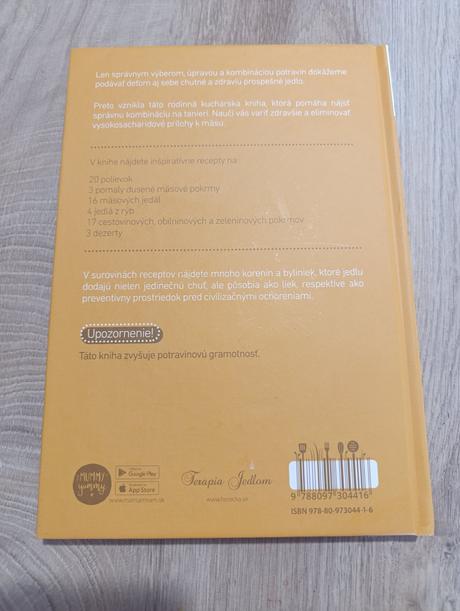 Len správnym výberom, úpravou a kombináciou potravín dokážeme
podávať deťom aj sebe chutné a zdraviu prospešné jedlo.
Preto vznikla táto rodinná kuchárska kniha, ktorá pomáha nájsť
správnu kombináciu na tanieri. Naučí vás variť zdravšie a eliminovať
vysokosacharidové prílohy k mäsu.
V knihe nájdete inšpiratívne recepty na:
20 polievok
3 pomaly dusené mäsové pokrmy
16 mäsových jedál
4 jedlá z rýb
17 cestovinových, obilninových a zeleninových pokrmov
3 dezerty
V surovinách receptov nájdete mnoho korenín a byliniek, ktoré jedlu
dodajú nielen jedinečnú chuť, ale pôsobia ako liek, respektíve ako
preventívny prostriedok pred civilizačnými ochoreniami.
Upozornenie!
Táto kniha zvyšuje potravinovú gramotnosť.
MUMMY
yummy
Google Play
App Store
Terapia Jedlom
9 788097 304416
ISBN 978-80-973044-1-6